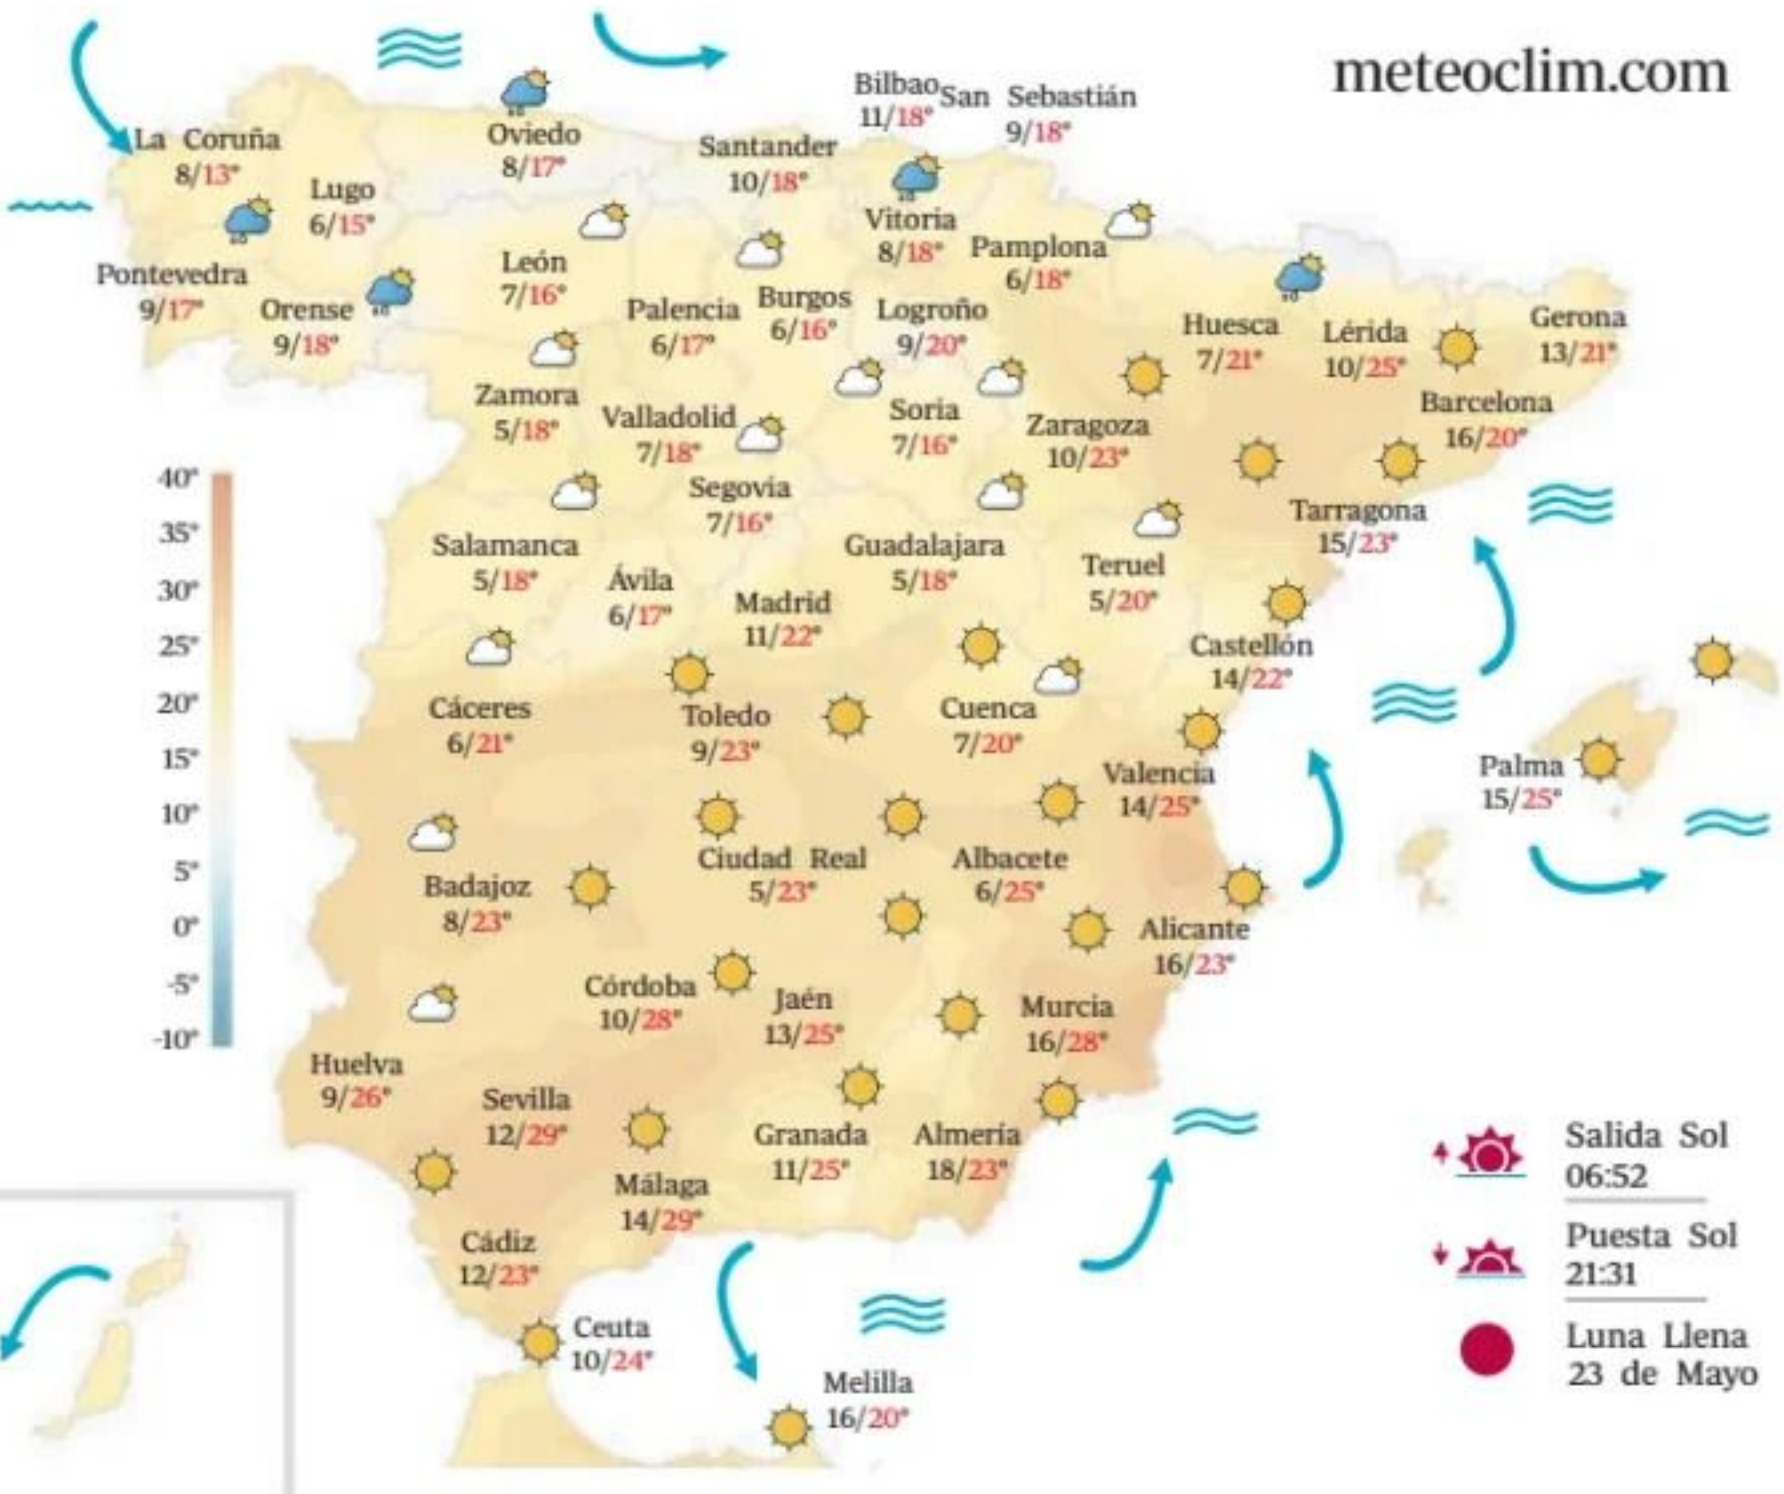 meteoclim.com
Bilbao
11/18°
San Sebastián
9/18°
La Coruña
8/13°
Oviedo
8/17°
Santander
10/18°
Lugo
6/15°
Vitoria
8/18°
Pamplona
6/18°
Pontevedra
9/17°
Orense
9/18°
León
7/16°
Palencia
6/17°
Burgos
6/16°
Logroño
9/20°
Huesca
7/21°
Lérida
10/25°
Gerona
13/21°
Zamora
5/18°
Valladolid
7/18°
Soria
7/16°
Zaragoza
10/23°
Barcelona
16/20°
Segovia
7/16°
Tarragona
15/23°
Salamanca
5/18°
Ávila
6/17°
Madrid
11/22°
Guadalajara
5/18°
Teruel
5/20°
Castellón
14/22°
Cáceres
6/21°
Toledo
9/23°
Cuenca
7/20°
Valencia
14/25°
Palma
15/25°
Badajoz
8/23°
Ciudad Real
5/23°
Albacete
6/25°
Alicante
16/23°
Córdoba
10/28°
Jaén
13/25°
Murcia
16/28°
Huelva
9/26°
Sevilla
12/29°
Granada
11/25°
Almería
18/23°
Málaga
14/29°
Cádiz
12/23°
Ceuta
10/24°
Melilla
16/20°
40°
35°
30°
25°
20°
15°
10°
5°
0°
-5°
-10°
Salida Sol
06:52
Puesta Sol
21:31
Luna Llena
23 de Mayo